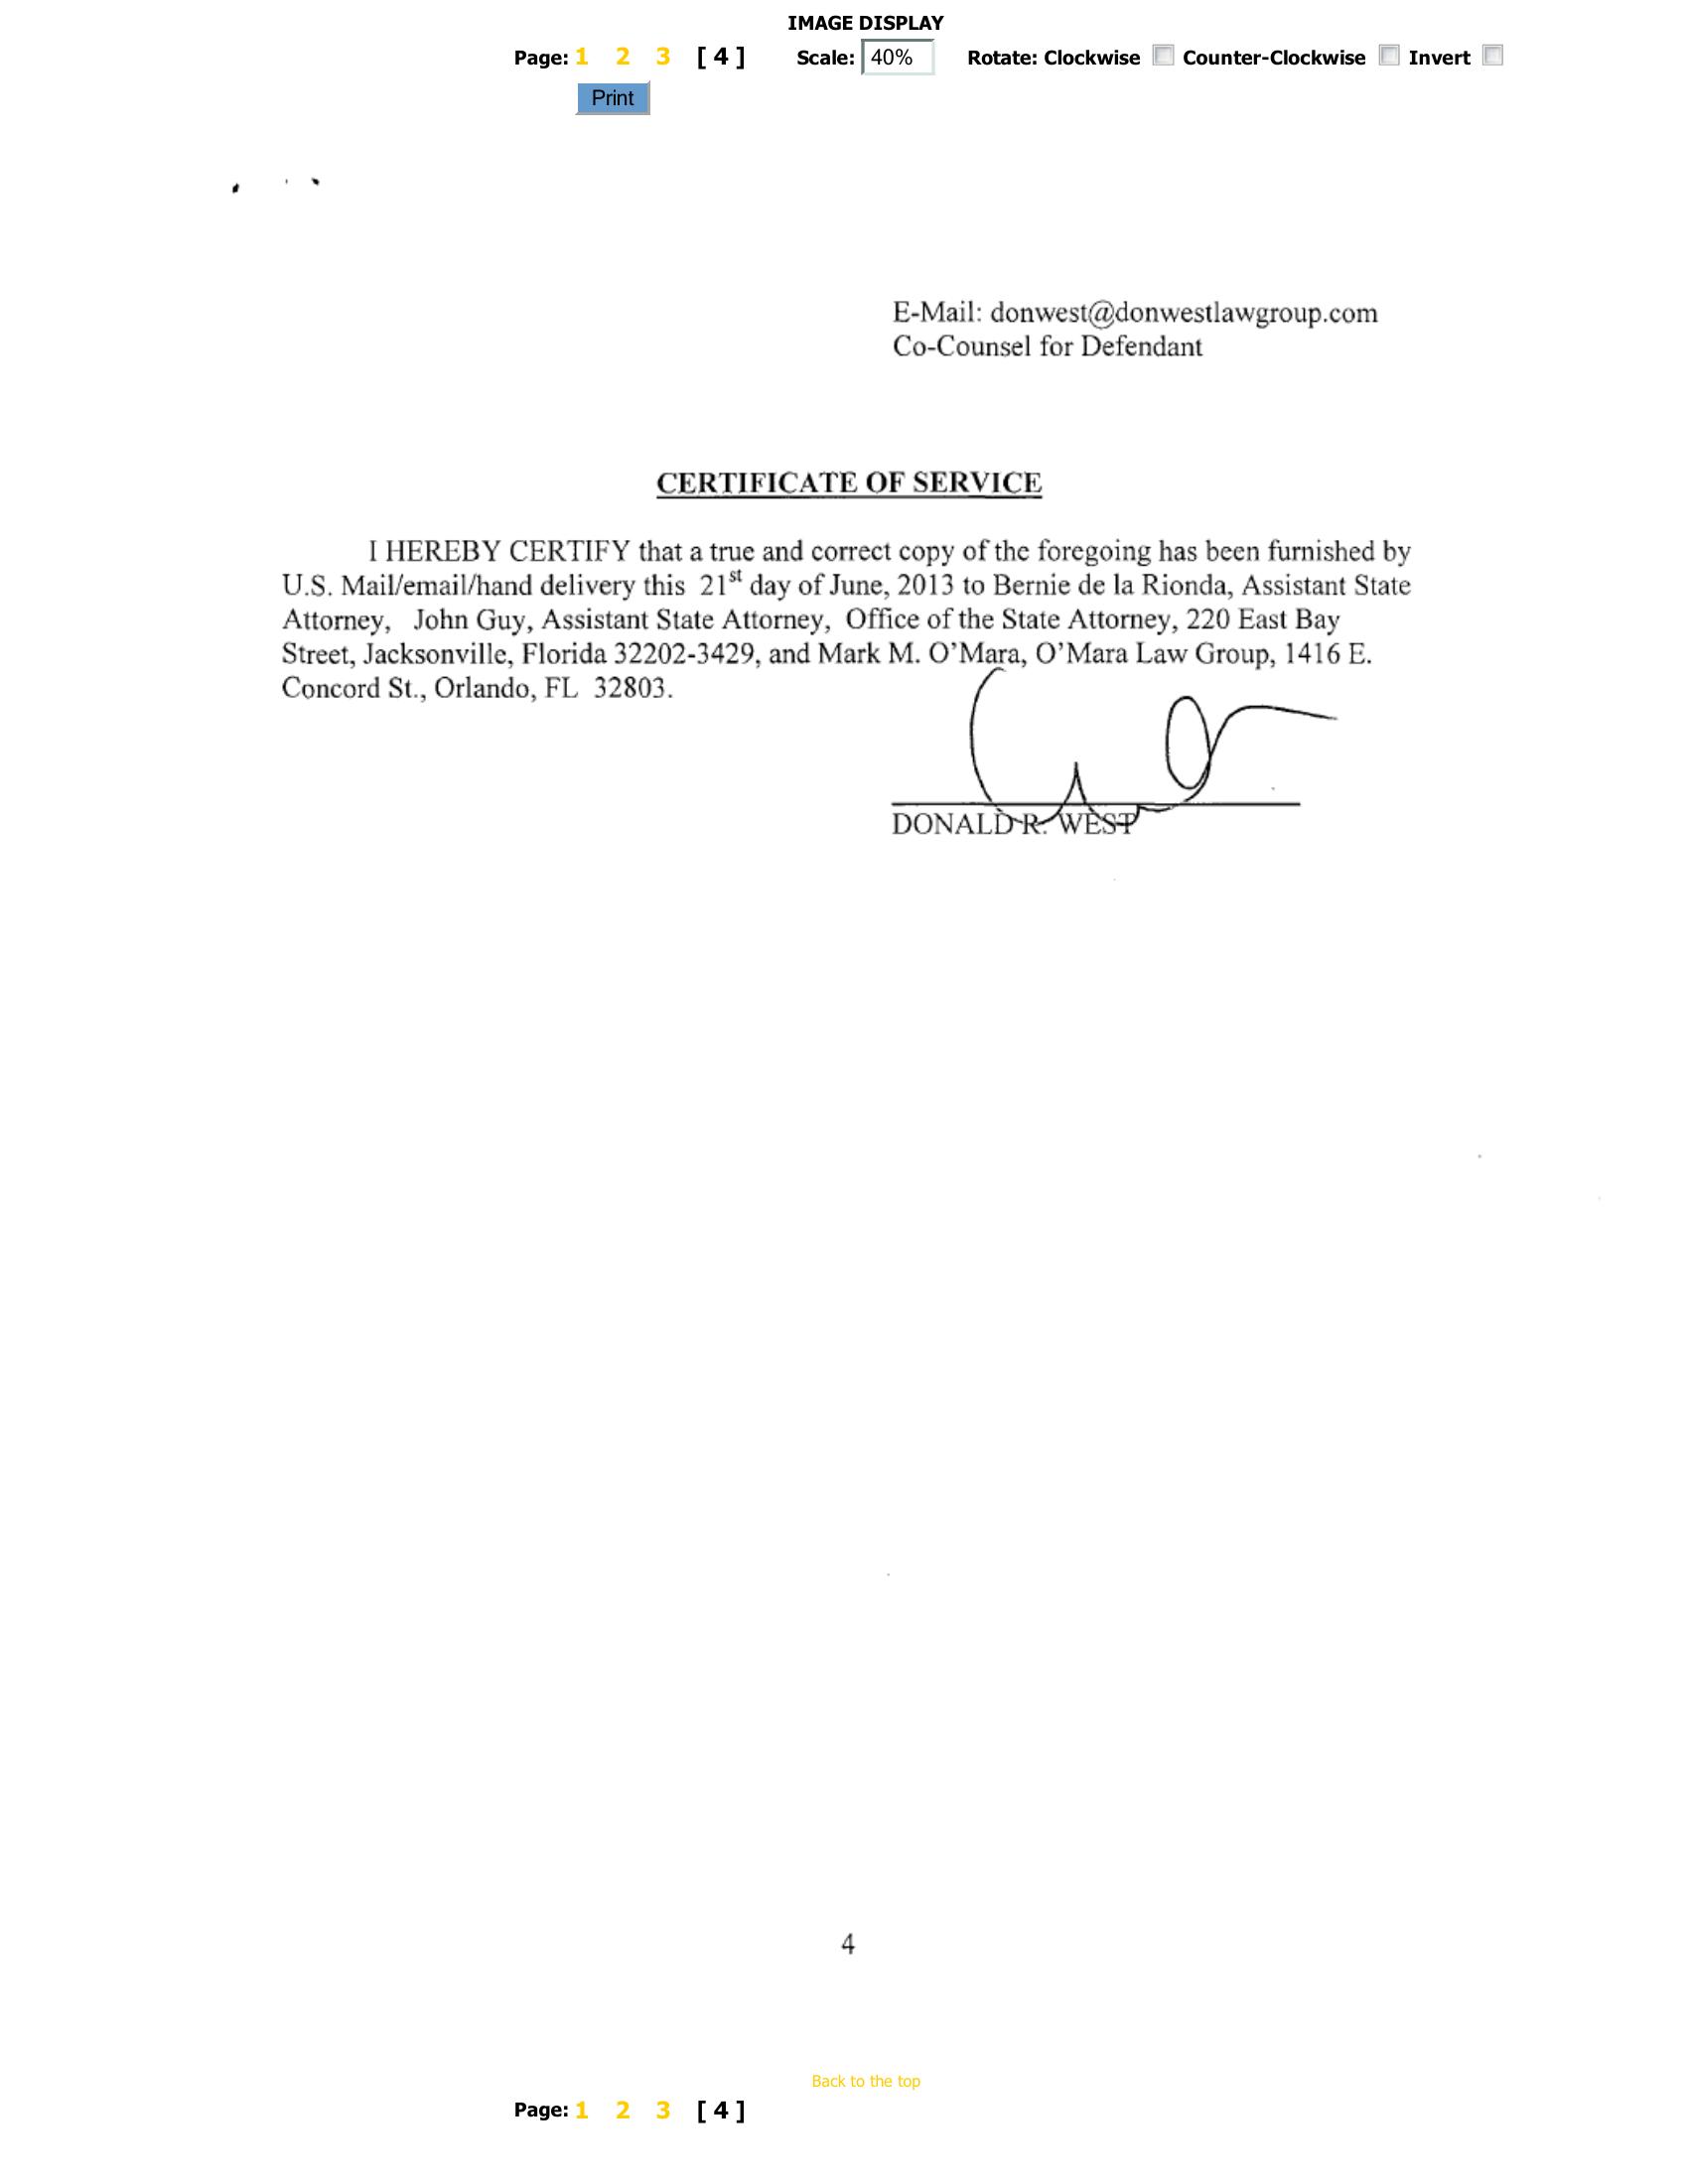 IMAGE DISPLAY
Page: 1 2 3 [ 4 ] Scale: 40% Rotate: Clockwise Counter-Clockwise Invert
Print
E-Mail: donwest@donwestlawgroup.com
Co-Counsel for Defendant
CERTIFICATE OF SERVICE
I HEREBY CERTIFY that a true and correct copy of the foregoing has been furnished by
U.S. Mail/email/hand delivery this 21st day of June, 2013 to Bernie de la Rionda, Assistant State
Attorney, John Guy, Assistant State Attorney, Office of the State Attorney, 220 East Bay
Street, Jacksonville, Florida 32202-3429, and Mark M. O’Mara, O’Mara Law Group, 1416 E.
Concord St., Orlando, FL 32803.
DONALD R. WEST
4
Back to the top
Page: 1 2 3 [ 4 ]